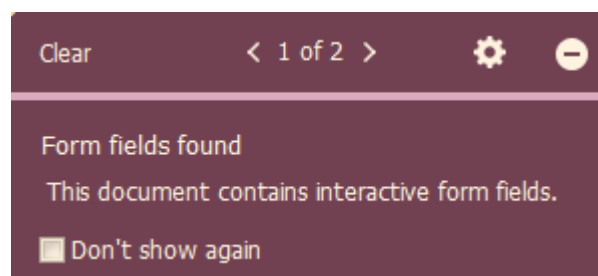 Clear < 1 of 2 >
Form fields found
This document contains interactive form fields.
Don't show again